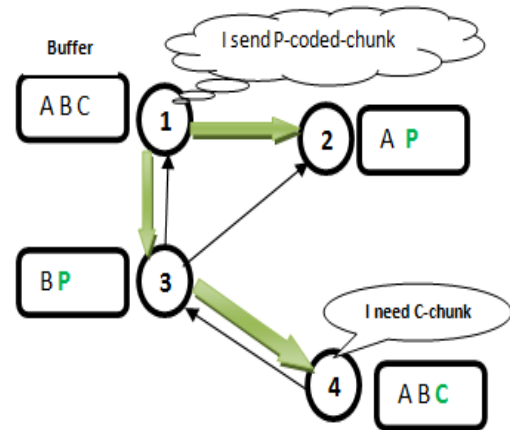 Buffer
I send P-coded-chunk
A B C
1
2
A P
B P
3
I need C-chunk
4
A B C